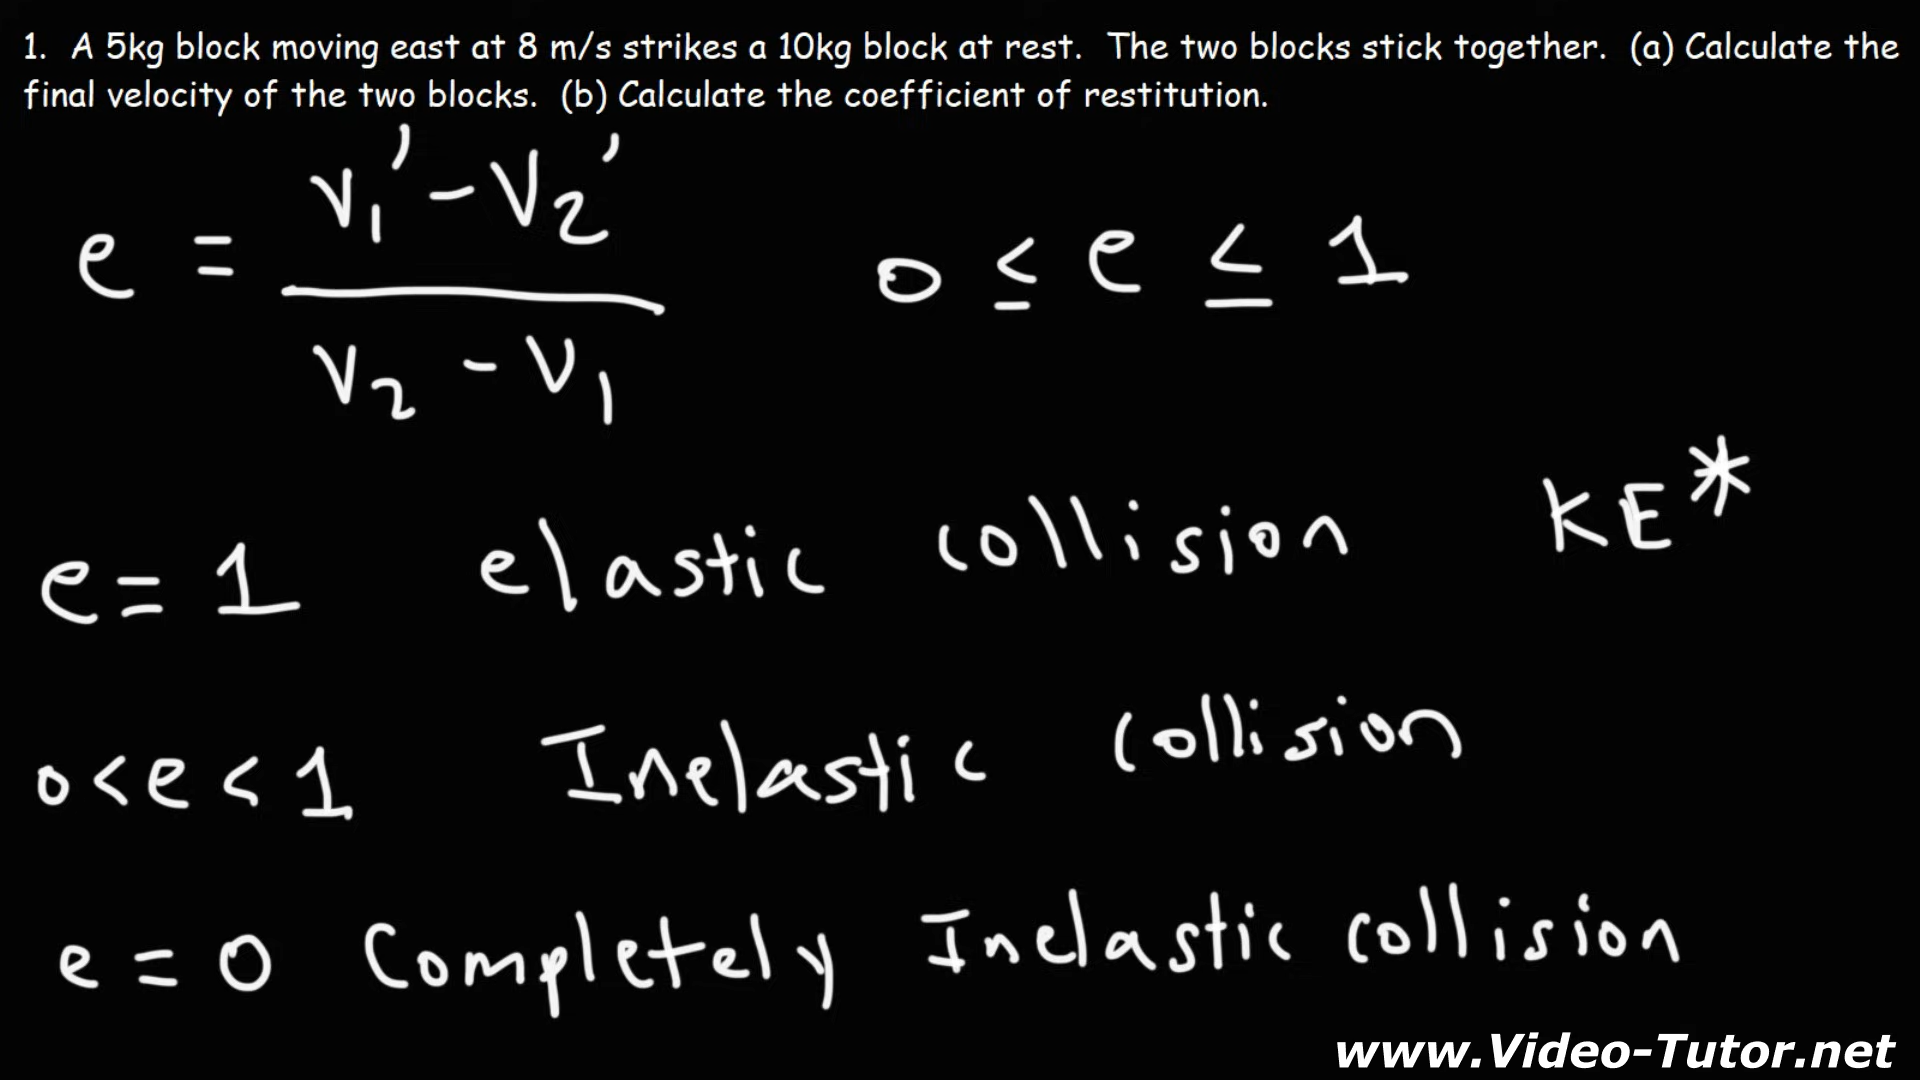 1. A 5kg block moving east at 8 m/s strikes a 10kg block at rest. The two blocks stick together. (a) Calculate the
final velocity of the two blocks. (b) Calculate the coefficient of restitution.
e = (v₁' - v₂') / (v₂ - v₁)    0 ≤ e ≤ 1
e = 1 elastic collision KE*
0 < e < 1 Inelastic collision
e = 0 Completely Inelastic collision
www.Video-Tutor.net